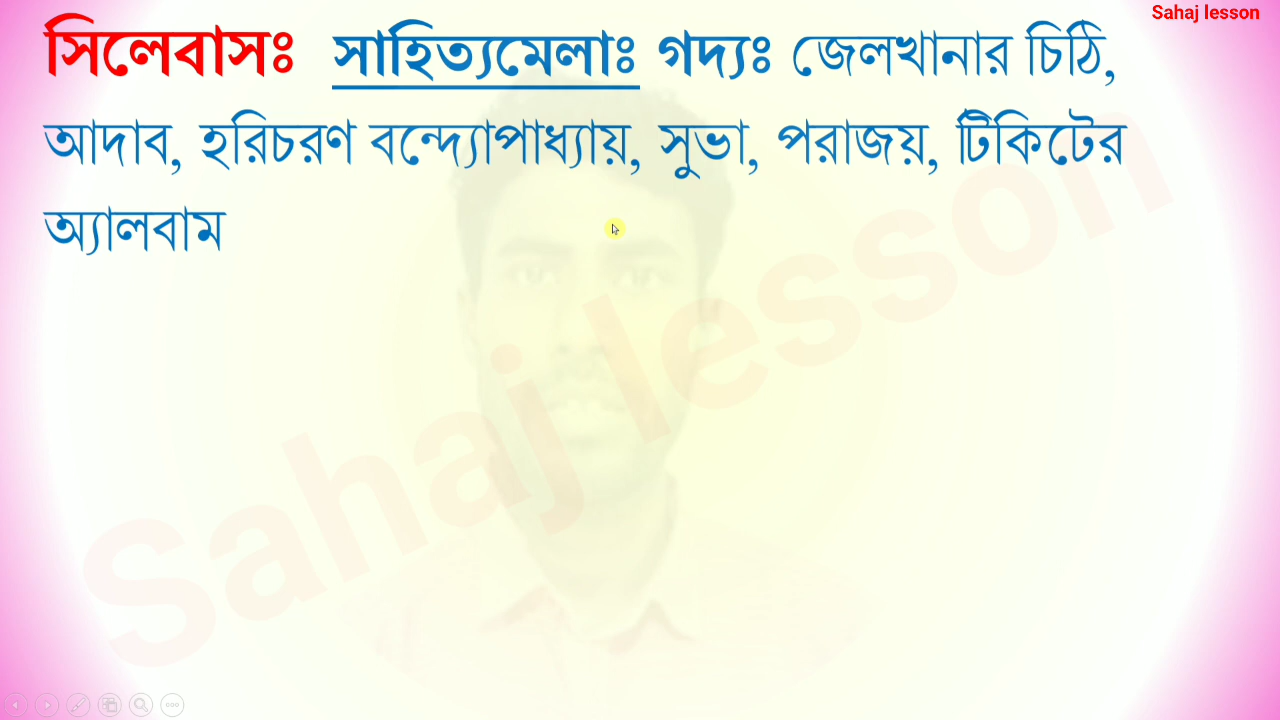 Sahaj lesson
সিলেবাসঃ সাহিত্যমেলাঃ গদ্যঃ জেলখানার চিঠি,
আদাব, হরিচরণ বন্দ্যোপাধ্যায়, সুভা, পরাজয়, টিকিটের
অ্যালবাম
Sahaj lesson